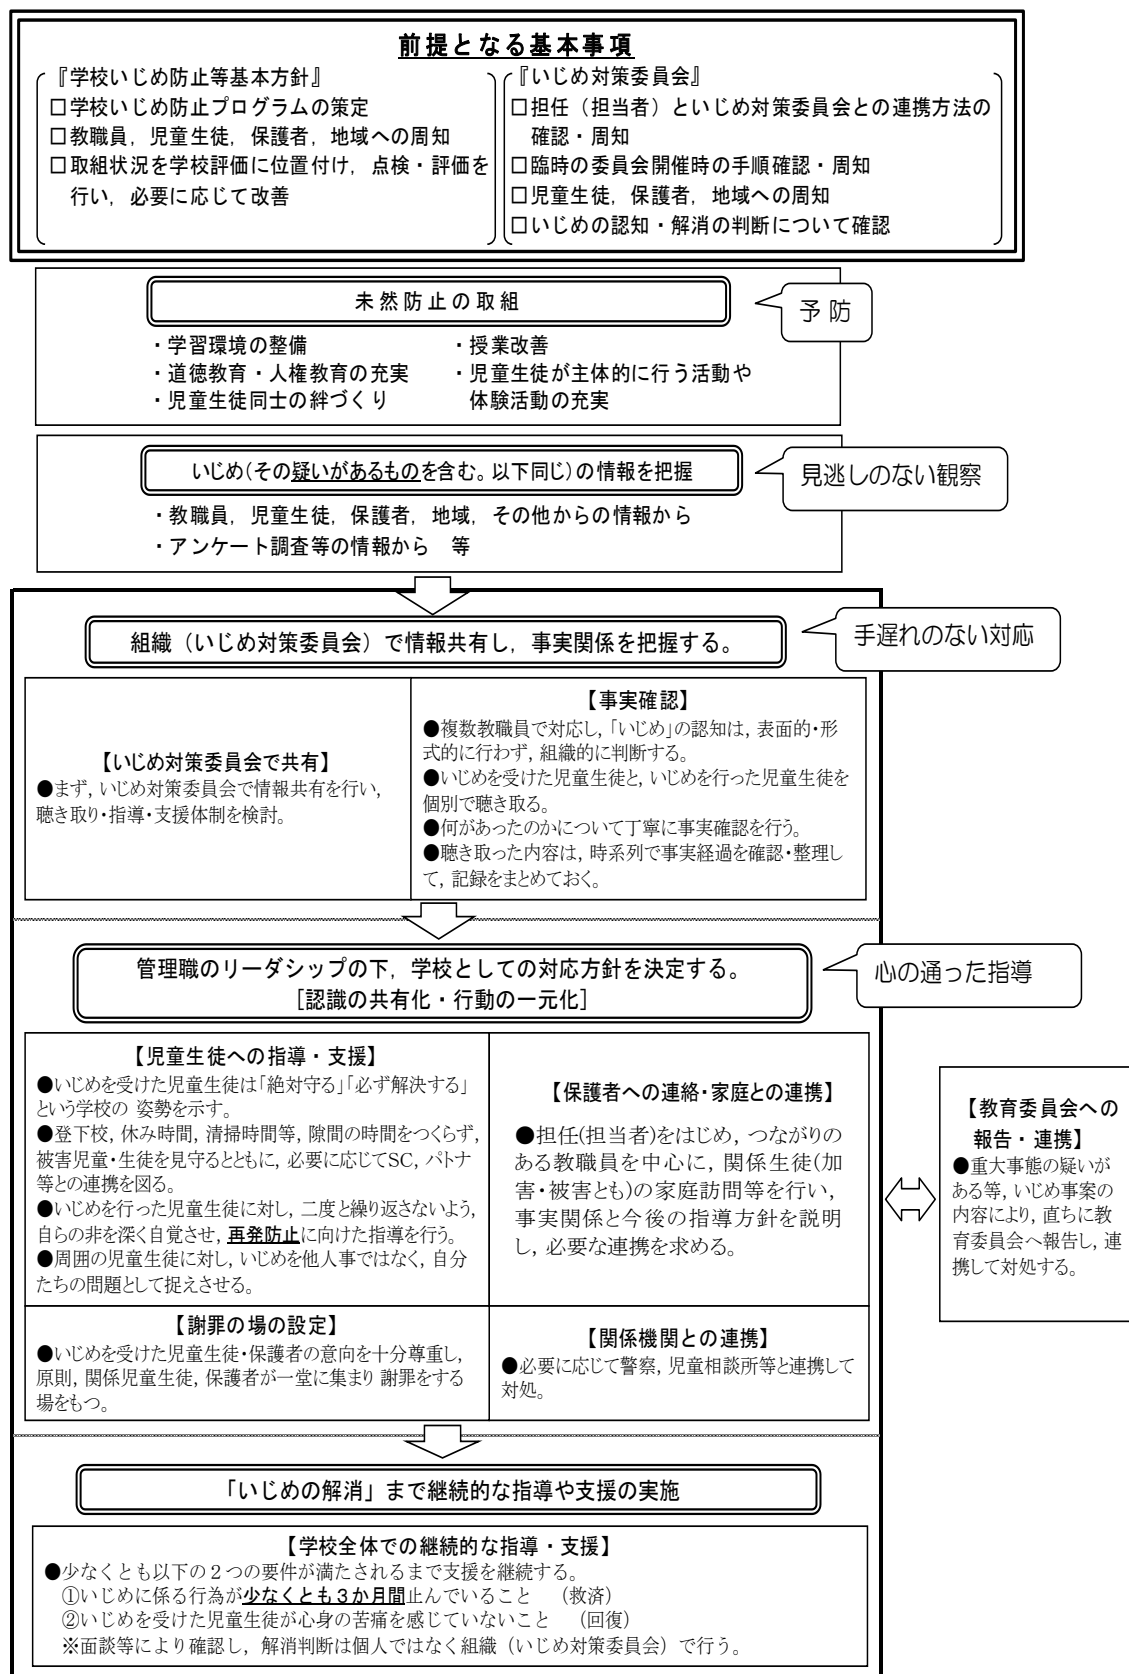 前提となる基本事項
『学校いじめ防止等基本方針』
□学校いじめ防止プログラムの策定
□教職員，児童生徒，保護者，地域への周知
□取組状況を学校評価に位置付け，点検・評価を
行い，必要に応じて改善
『いじめ対策委員会』
□担任（担当者）といじめ対策委員会との連携方法の
確認・周知
□臨時の委員会開催時の手順確認・周知
□児童生徒，保護者，地域への周知
□いじめの認知・解消の判断について確認
未然防止の取組
予防
・学習環境の整備
・道徳教育・人権教育の充実
・児童生徒同士の絆づくり
・授業改善
・児童生徒が主体的に行う活動や
体験活動の充実
いじめ(その疑いがあるものを含む。以下同じ)の情報を把握
見逃しのない観察
・教職員，児童生徒，保護者，地域，その他からの情報から
・アンケート調査等の情報から　等
組織（いじめ対策委員会）で情報共有し，事実関係を把握する。
手遅れのない対応
【いじめ対策委員会で共有】
●まず，いじめ対策委員会で情報共有を行い，
聴き取り・指導・支援体制を検討。
【事実確認】
●複数教職員で対応し，「いじめ」の認知は，表面的・形
式的に行わず，組織的に判断する。
●いじめを受けた児童生徒と，いじめを行った児童生徒を
個別で聴き取る。
●何があったのかについて丁寧に事実確認を行う。
●聴き取った内容は，時系列で事実経過を確認・整理し
て，記録をまとめておく。
管理職のリーダシップの下，学校としての対応方針を決定する。
［認識の共有化・行動の一元化］
心の通った指導
【児童生徒への指導・支援】
●いじめを受けた児童生徒は「絶対守る」「必ず解決する」
という学校の 姿勢を示す。
●登下校，休み時間，清掃時間等，隙間の時間をつくらず，
被害児童・生徒を見守るとともに，必要に応じてSC，パトナ
等との連携を図る。
●いじめを行った児童生徒に対し，二度と繰り返さないよう，
自らの非を深く自覚させ，再発防止に向けた指導を行う。
●周囲の児童生徒に対し，いじめを他人事ではなく，自分
たちの問題として捉えさせる。
【保護者への連絡・家庭との連携】
●担任(担当者)をはじめ，つながりの
ある教職員を中心に，関係生徒(加
害・被害とも)の家庭訪問等を行い，
事実関係と今後の指導方針を説明
し，必要な連携を求める。
【教育委員会への
報告・連携】
●重大事態の疑いが
ある等，いじめ事案の
内容により，直ちに教
育委員会へ報告し，連
携して対処する。
【謝罪の場の設定】
●いじめを受けた児童生徒・保護者の意向を十分尊重し，
原則，関係児童生徒，保護者が一堂に集まり 謝罪をする
場をもつ。
【関係機関との連携】
●必要に応じて警察，児童相談所等と連携して
対処。
「いじめの解消」まで継続的な指導や支援の実施
【学校全体での継続的な指導・支援】
●少なくとも以下の２つの要件が満たされるまで支援を継続する。
①いじめに係る行為が少なくとも３か月間止んでいること　（救済）
②いじめを受けた児童生徒が心身の苦痛を感じていないこと　（回復）
※面談等により確認し，解消判断は個人ではなく組織（いじめ対策委員会）で行う。